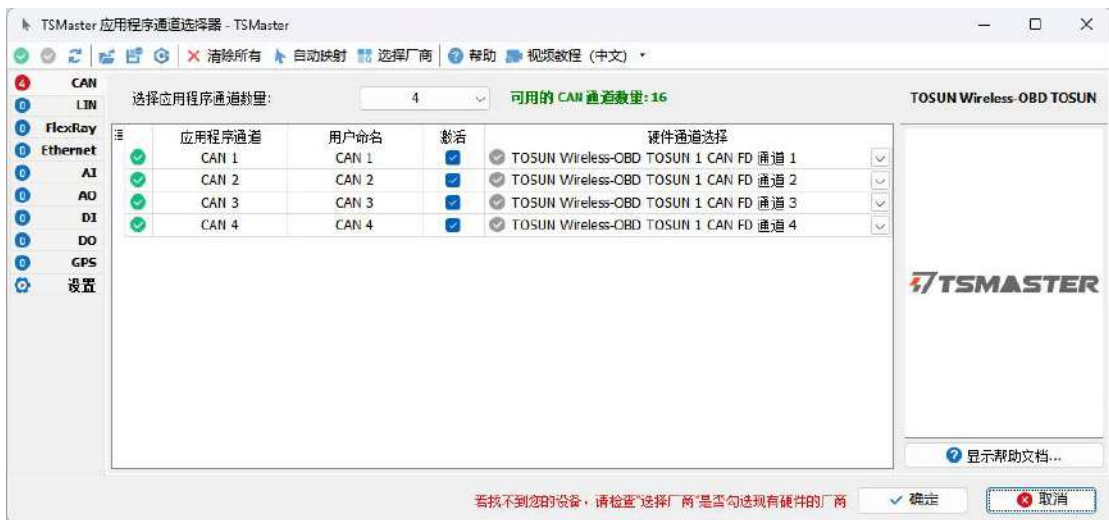 TSMaster 应用程序通道选择器 - TSMaster
清除所有 自动映射 选择厂商 帮助 视频教程 (中文)
4 CAN
0 LIN
0 FlexRay
0 Ethernet
0 AI
0 AO
0 DI
0 DO
0 GPS
设置
选择应用程序通道数量: 4 可用的 CAN 通道数量: 16
应用程序通道 用户命名 激活 硬件通道选择
CAN 1 CAN 1 TOSUN Wireless-OBD TOSUN 1 CAN FD 通道 1
CAN 2 CAN 2 TOSUN Wireless-OBD TOSUN 1 CAN FD 通道 2
CAN 3 CAN 3 TOSUN Wireless-OBD TOSUN 1 CAN FD 通道 3
CAN 4 CAN 4 TOSUN Wireless-OBD TOSUN 1 CAN FD 通道 4
TOSUN Wireless-OBD TOSUN
TSMASTER
显示帮助文档...
若找不到您的设备，请检查"选择厂商"是否勾选现有硬件的厂商 确定 取消